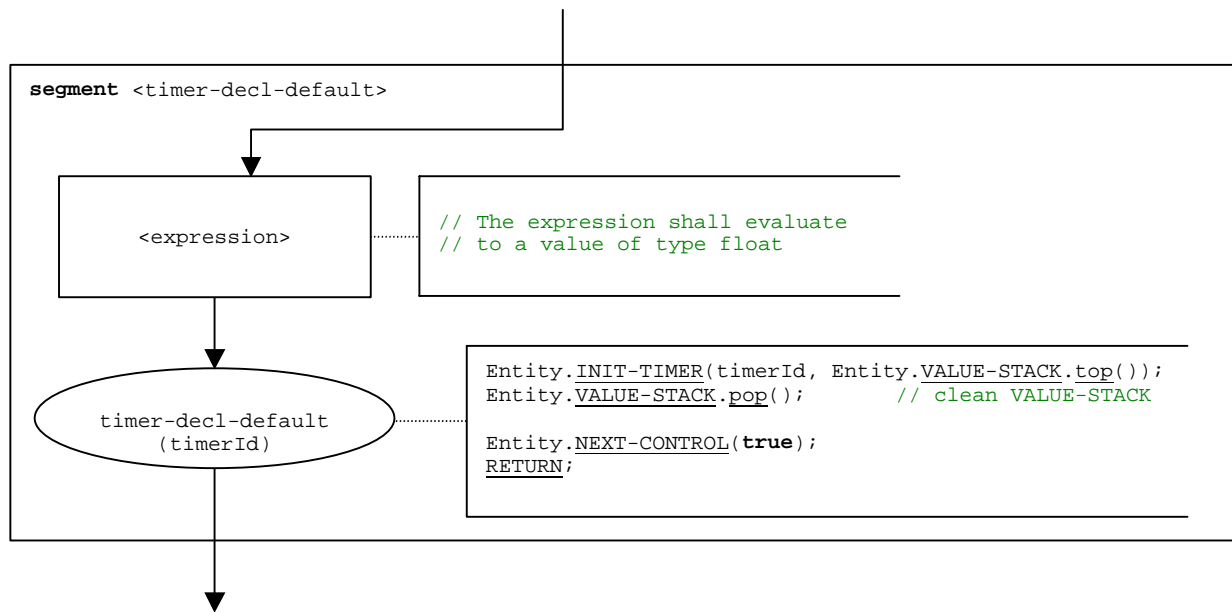 segment <timer-decl-default>
<expression>
// The expression shall evaluate
// to a value of type float
timer-decl-default
(timerId)
Entity.INIT-TIMER(timerId, Entity.VALUE-STACK.top());
Entity.VALUE-STACK.pop(); // clean VALUE-STACK
Entity.NEXT-CONTROL(true);
RETURN;